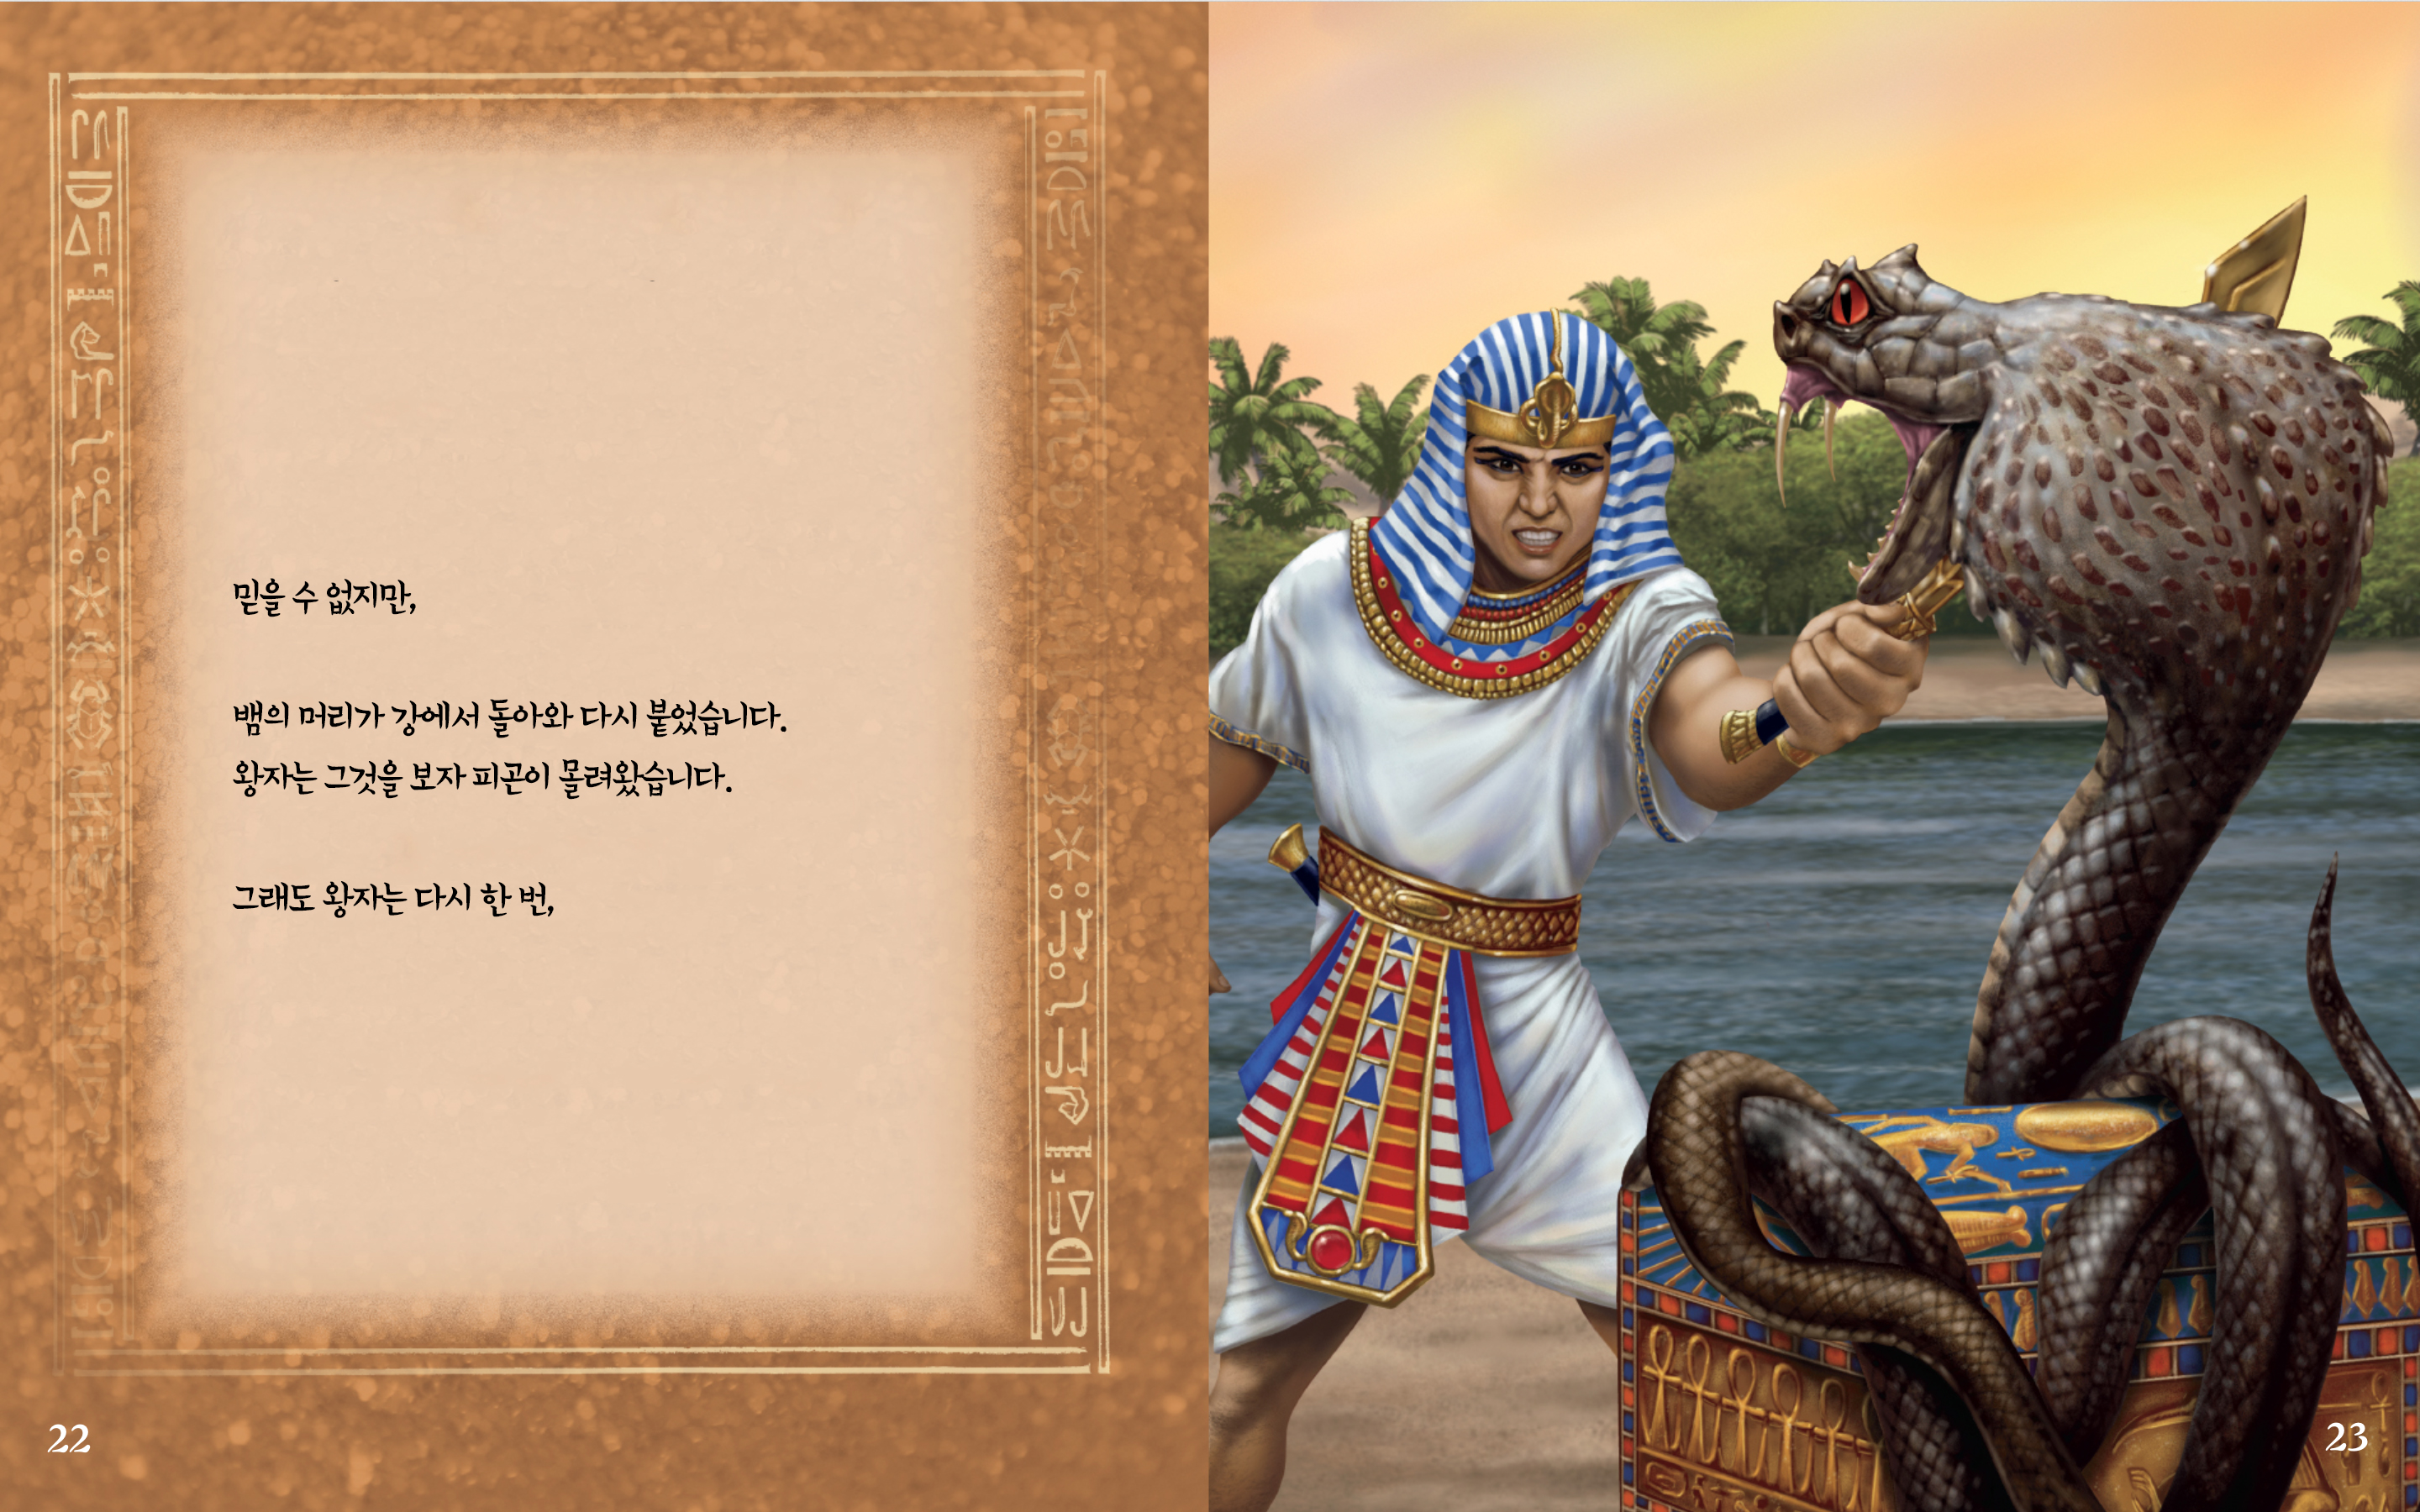 믿을 수 없지만,
뱀의 머리가 강에서 돌아와 다시 붙었습니다.
왕자는 그것을 보자 피곤이 몰려왔습니다.
그래도 왕자는 다시 한 번,
22
23